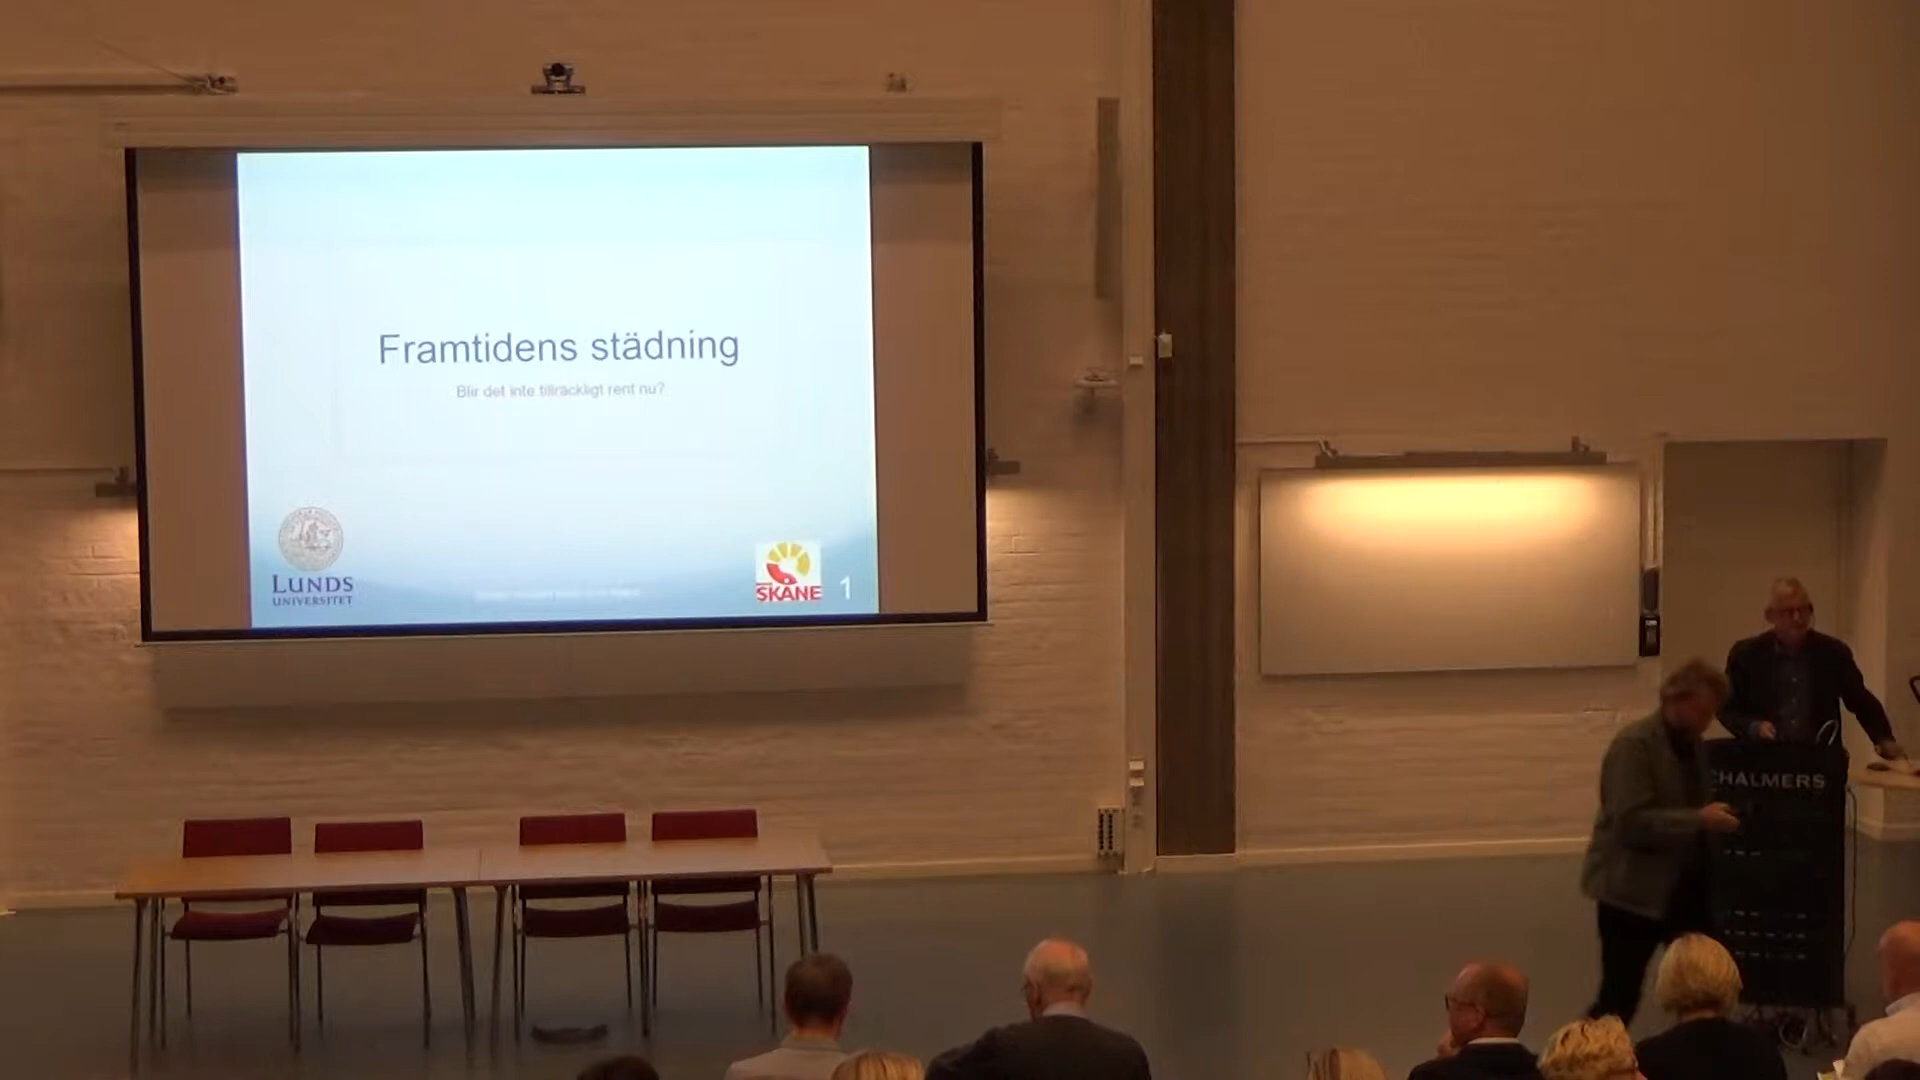 Framtidens städning
Blir det inte tillräckligt rent nu?
LUNDS
UNIVERSITET
SKÅNE
1
CHALMERS